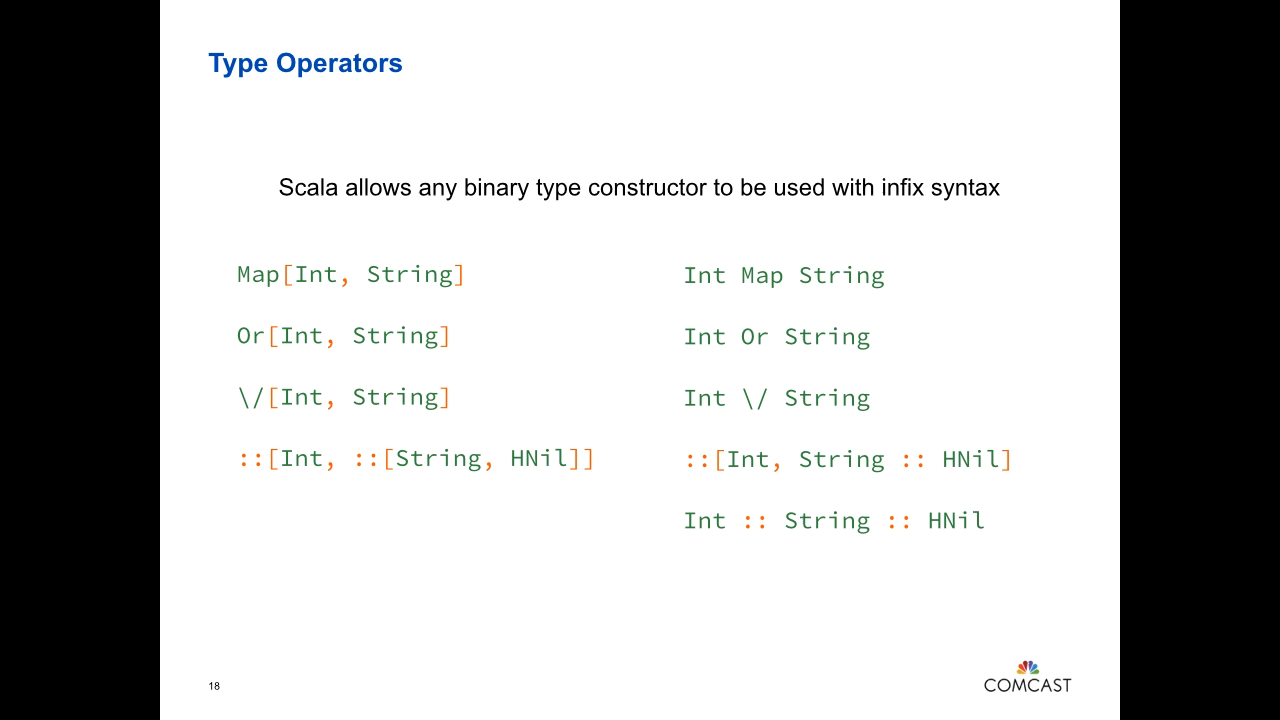 Type Operators
Scala allows any binary type constructor to be used with infix syntax
Map[Int, String]
Or[Int, String]
\/[Int, String]
::[Int, ::[String, HNil]]
Int Map String
Int Or String
Int \/ String
::[Int, String :: HNil]
Int :: String :: HNil
18
COMCAST